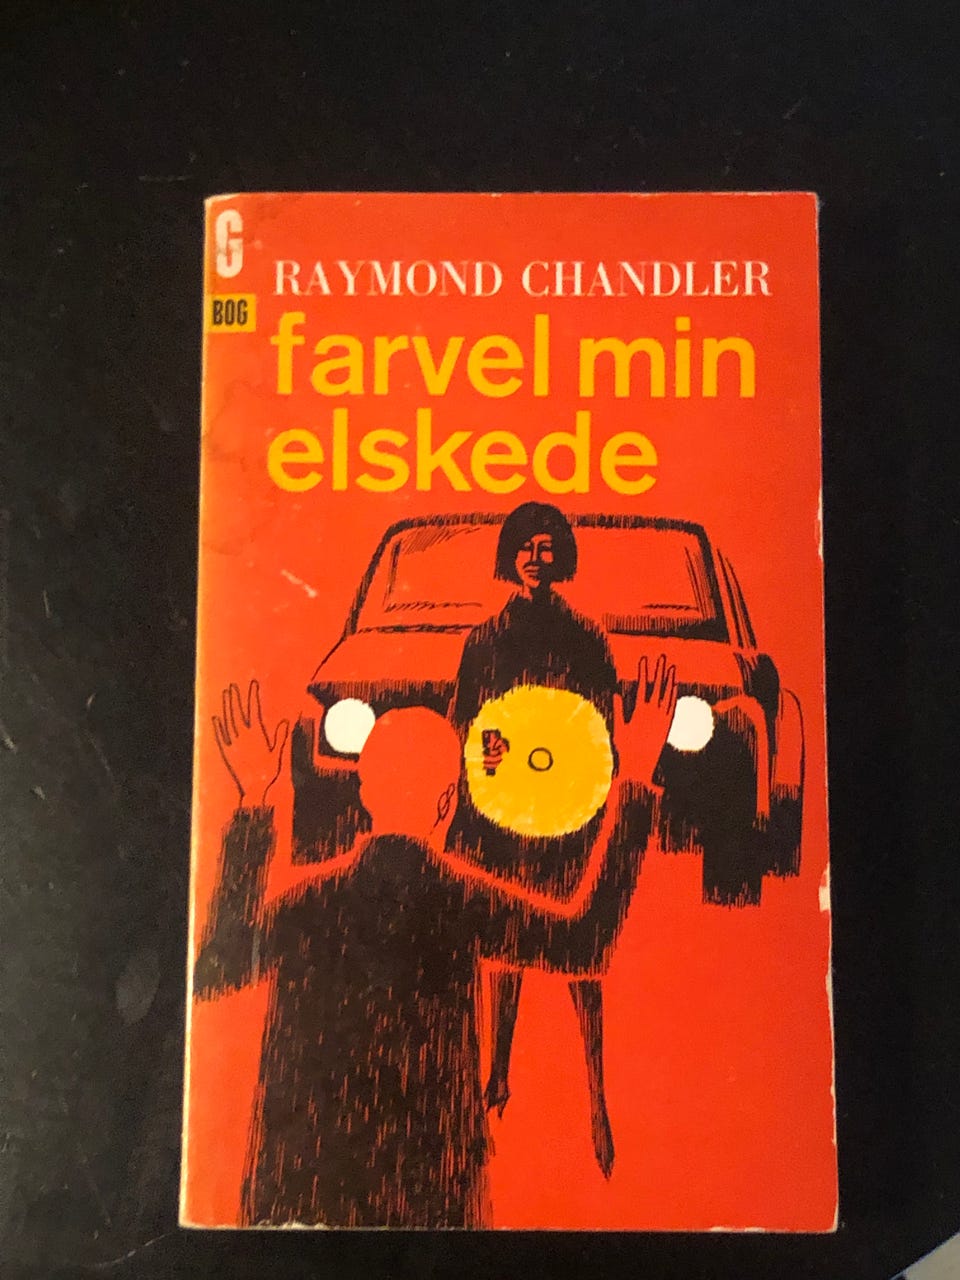 G
BOG
RAYMOND CHANDLER
farvel min
elskede